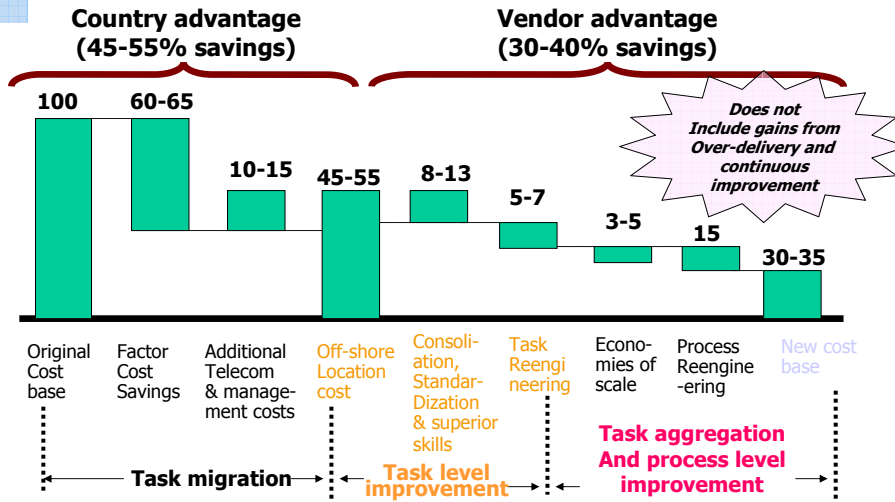 Country advantage
(45-55% savings)
Vendor advantage
(30-40% savings)
Does not
Include gains from
Over-delivery and
continuous
improvement
100
60-65
10-15
45-55
8-13
5-7
3-5
15
30-35
Original
Cost
base
Factor
Cost
Savings
Additional
Telecom
& manage-
ment costs
Off-shore
Location
cost
Consoli-
ation,
Standar-
Dization
& superior
skills
Task
Reengi
neering
Econo-
mies of
scale
Process
Reengine
-ering
New cost
base
Task migration
Task level
improvement
Task aggregation
And process level
improvement